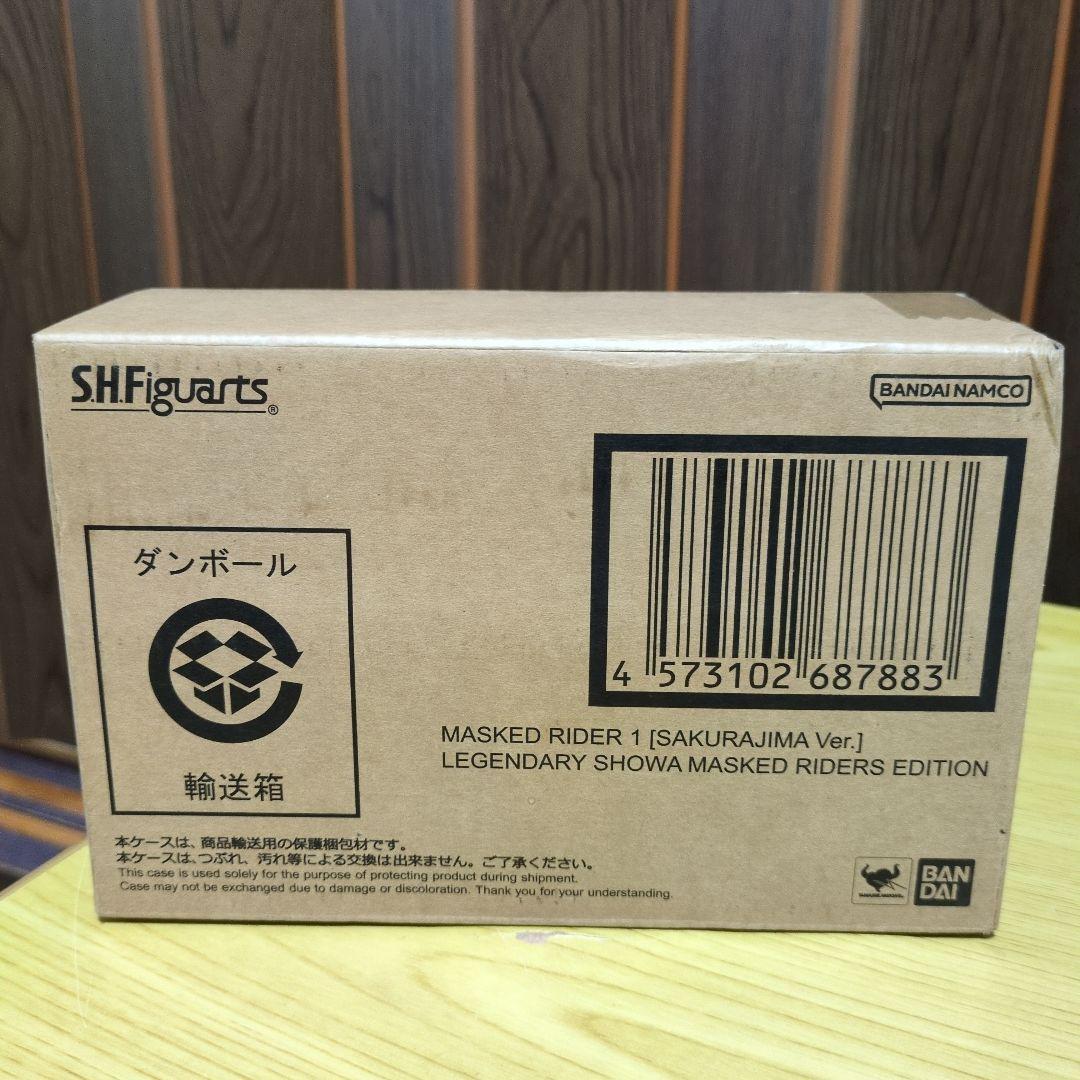 S.H.Figuarts®
BANDAI NAMCO
ダンボール
輸送箱
4 573102 687883
MASKED RIDER 1 [SAKURAJIMA Ver.]
LEGENDARY SHOWA MASKED RIDERS EDITION
本ケースは、商品輸送用の保護梱包材です。
本ケースは、つぶれ、汚れ等による交換は出来ません。ご了承ください。
This case is used solely for the purpose of protecting product during shipment.
Case may not be exchanged due to damage or discoloration. Thank you for your understanding.
BAN
DAI